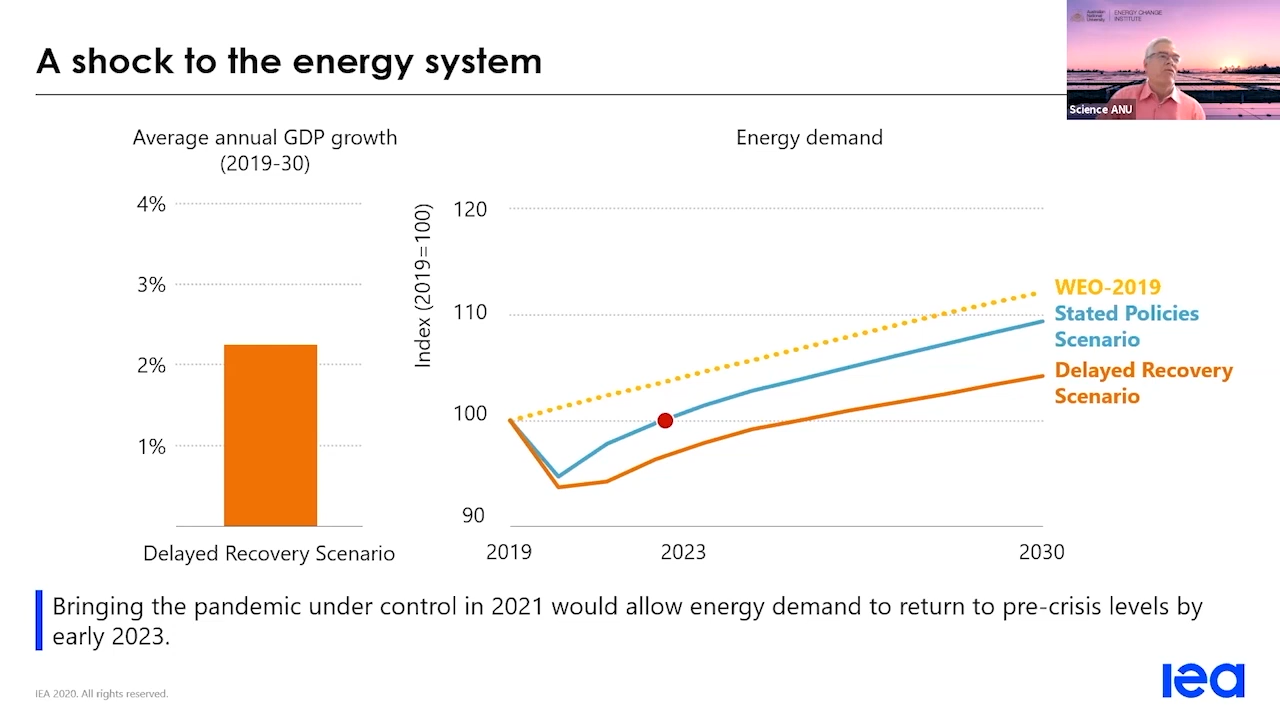 A shock to the energy system
Australian National University
ENERGY CHANGE INSTITUTE
Science ANU
Average annual GDP growth
(2019-30)
4%
3%
2%
1%
Delayed Recovery Scenario
Energy demand
Index (2019=100)
120
110
100
90
2019
2023
2030
WEO-2019
Stated Policies
Scenario
Delayed Recovery
Scenario
Bringing the pandemic under control in 2021 would allow energy demand to return to pre-crisis levels by
early 2023.
IEA 2020. All rights reserved.
iea